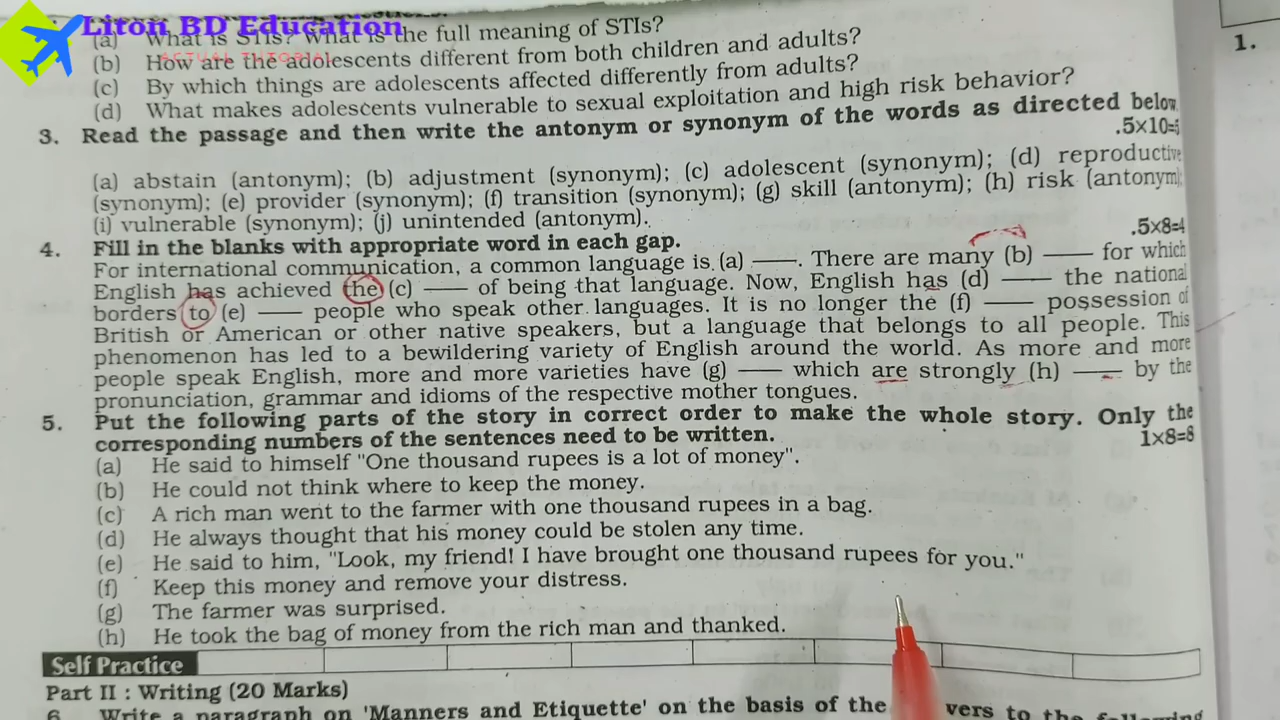 Liton BD Education
(a) What is STIs? What is the full meaning of STIs?
(b) How are the adolescents different from both children and adults?
(c) By which things are adolescents affected differently from adults?
(d) What makes adolescents vulnerable to sexual exploitation and high risk behavior?
1.
3. Read the passage and then write the antonym or synonym of the words as directed below.
.5×10=5
(a) abstain (antonym); (b) adjustment (synonym); (c) adolescent (synonym); (d) reproductive
(synonym); (e) provider (synonym); (f) transition (synonym); (g) skill (antonym); (h) risk (antonym);
(i) vulnerable (synonym); (j) unintended (antonym).
4. Fill in the blanks with appropriate word in each gap. .5×8=4
For international communication, a common language is (a) ——. There are many (b) —— for which
English has achieved the (c) —— of being that language. Now, English has (d) —— the national
borders to (e) —— people who speak other languages. It is no longer the (f) —— possession of
British or American or other native speakers, but a language that belongs to all people. This
phenomenon has led to a bewildering variety of English around the world. As more and more
people speak English, more and more varieties have (g) —— which are strongly (h) —— by the
pronunciation, grammar and idioms of the respective mother tongues.
5. Put the following parts of the story in correct order to make the whole story. Only the
corresponding numbers of the sentences need to be written. 1×8=8
(a) He said to himself "One thousand rupees is a lot of money".
(b) He could not think where to keep the money.
(c) A rich man went to the farmer with one thousand rupees in a bag.
(d) He always thought that his money could be stolen any time.
(e) He said to him, "Look, my friend! I have brought one thousand rupees for you."
(f) Keep this money and remove your distress.
(g) The farmer was surprised.
(h) He took the bag of money from the rich man and thanked.
Self Practice
Part II : Writing (20 Marks)
6. Write a paragraph on 'Manners and Etiquette' on the basis of the vers to the following